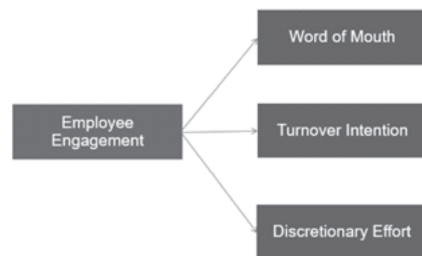 Word of Mouth
Employee
Engagement
Turnover Intention
Discretionary Effort